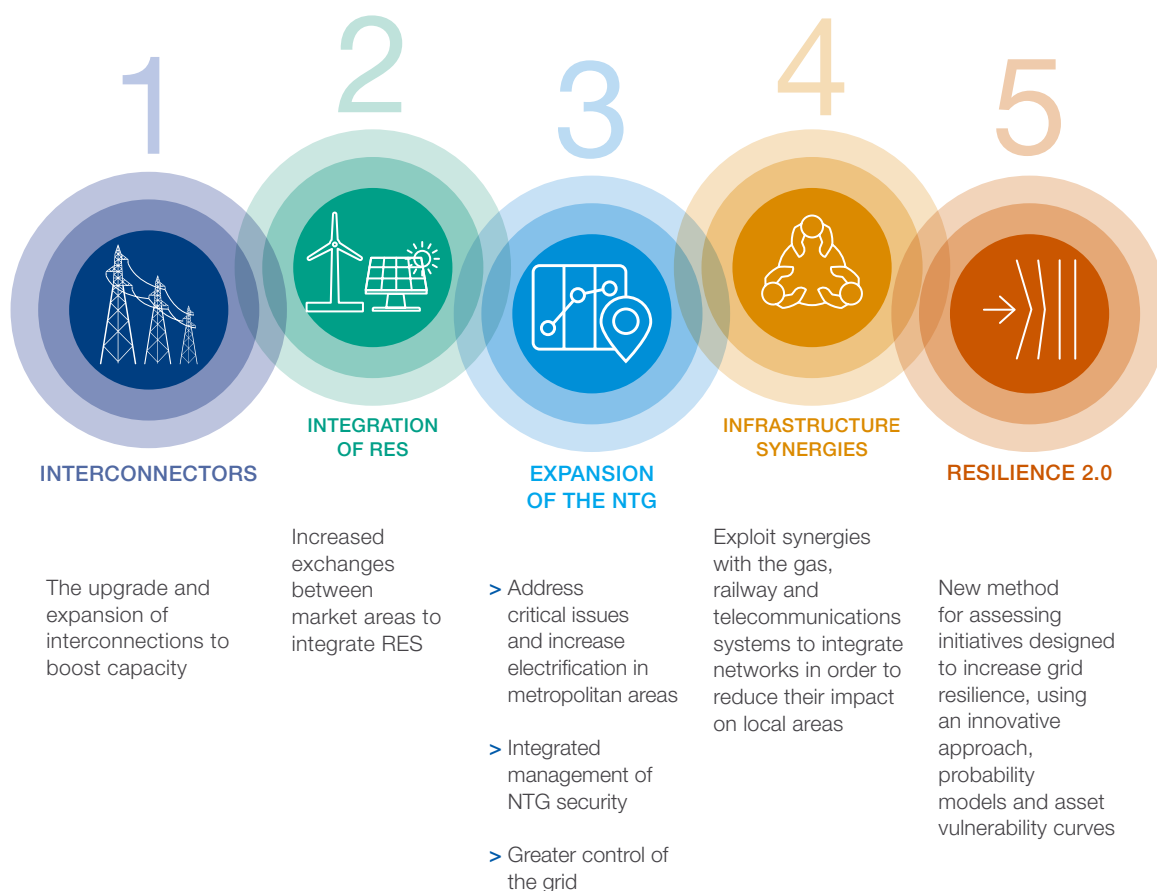 1
INTERCONNECTORS
The upgrade and
expansion of
interconnections to
boost capacity
2
INTEGRATION
OF RES
Increased
exchanges
between
market areas to
integrate RES
3
EXPANSION
OF THE NTG
> Address
critical issues
and increase
electrification in
metropolitan areas
> Integrated
management of
NTG security
> Greater control of
the grid
4
INFRASTRUCTURE
SYNERGIES
Exploit synergies
with the gas,
railway and
telecommunications
systems to integrate
networks in order to
reduce their impact
on local areas
5
RESILIENCE 2.0
New method
for assessing
initiatives designed
to increase grid
resilience, using
an innovative
approach,
probability
models and asset
vulnerability curves